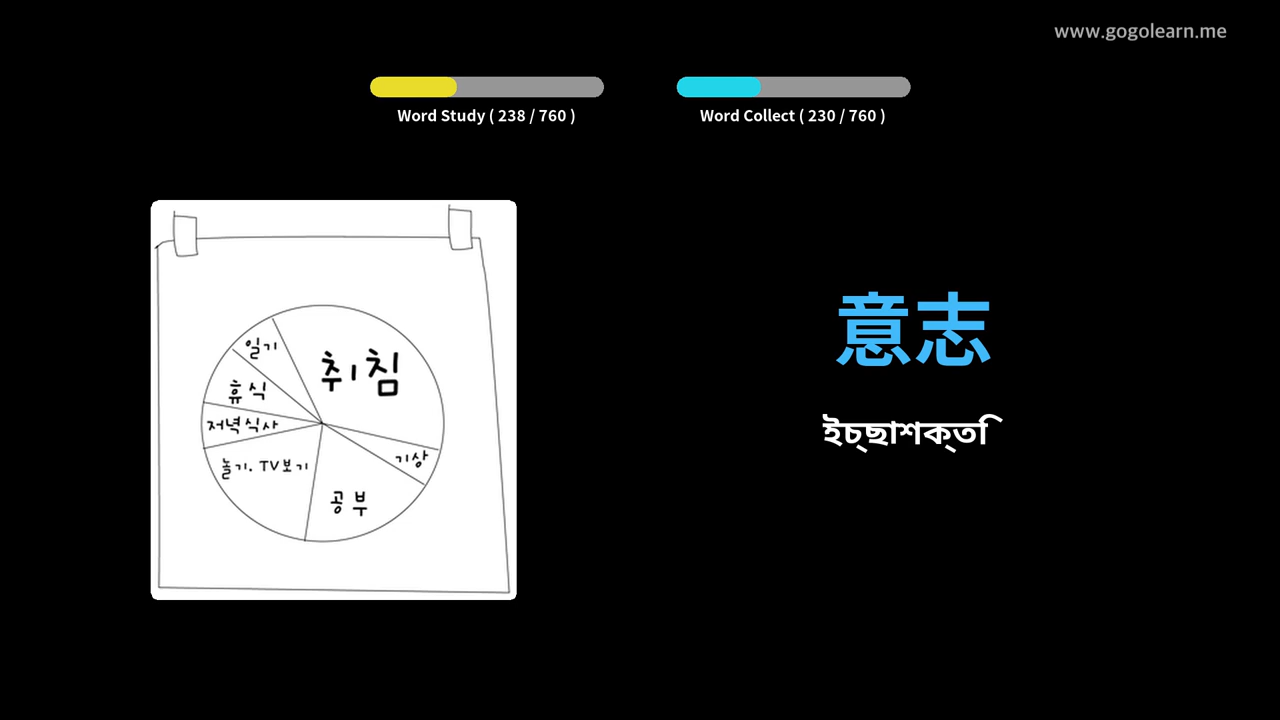 www.gogolearn.me
Word Study ( 238 / 760 )
Word Collect ( 230 / 760 )
일기
취침
휴식
저녁식사
놀기. TV보기
기상
공부
意志
ইচ্ছাশক্তি